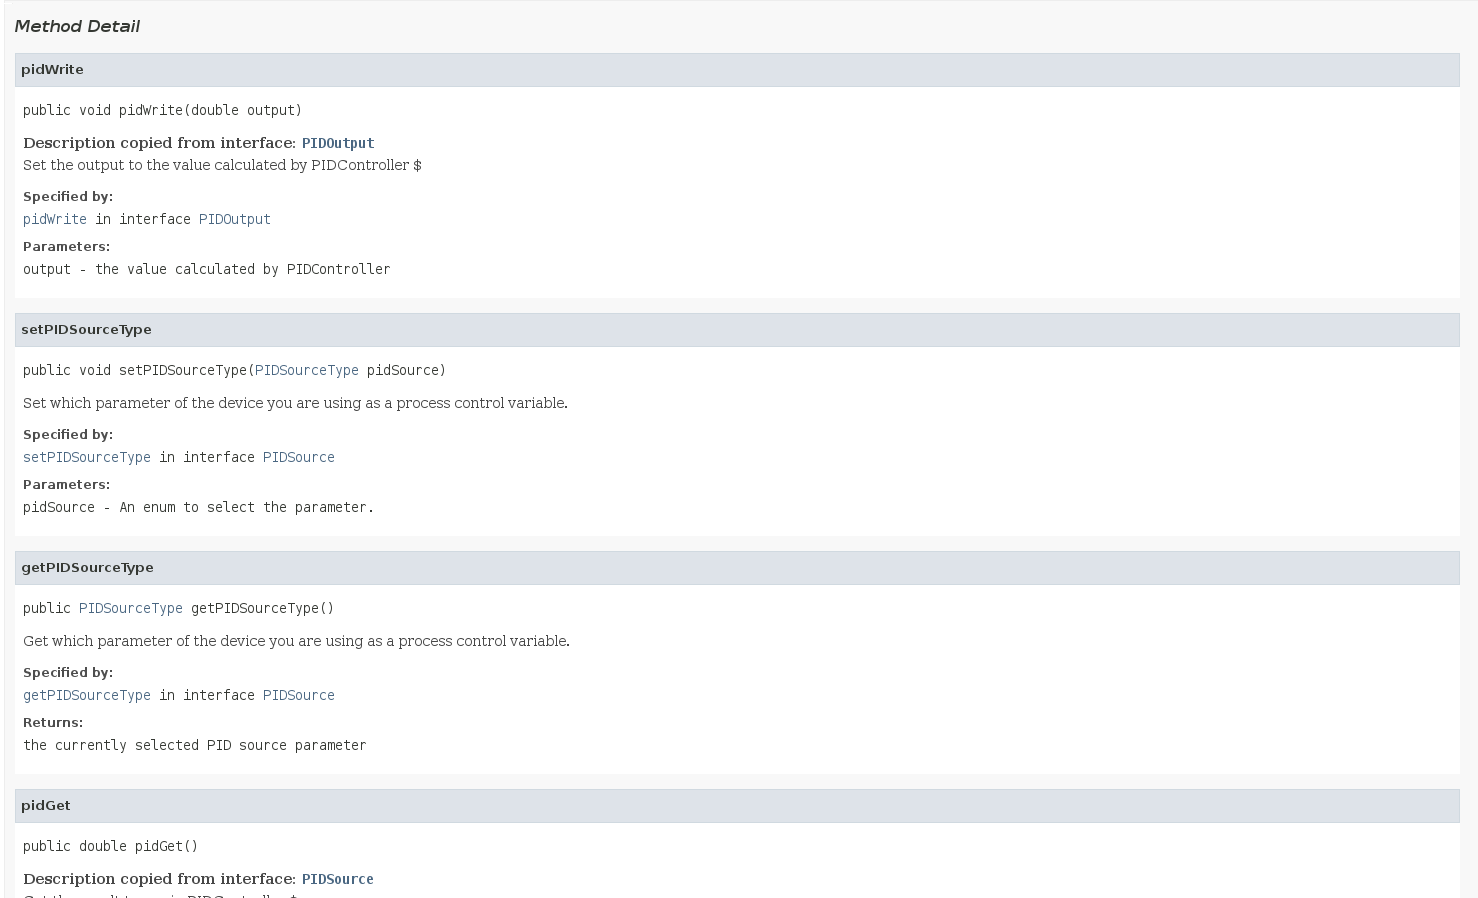 Method Detail
pidWrite
public void pidWrite(double output)
Description copied from interface: PIDOutput
Set the output to the value calculated by PIDController $
Specified by:
pidWrite in interface PIDOutput
Parameters:
output - the value calculated by PIDController
setPIDSourceType
public void setPIDSourceType(PIDSourceType pidSource)
Set which parameter of the device you are using as a process control variable.
Specified by:
setPIDSourceType in interface PIDSource
Parameters:
pidSource - An enum to select the parameter.
getPIDSourceType
public PIDSourceType getPIDSourceType()
Get which parameter of the device you are using as a process control variable.
Specified by:
getPIDSourceType in interface PIDSource
Returns:
the currently selected PID source parameter
pidGet
public double pidGet()
Description copied from interface: PIDSource